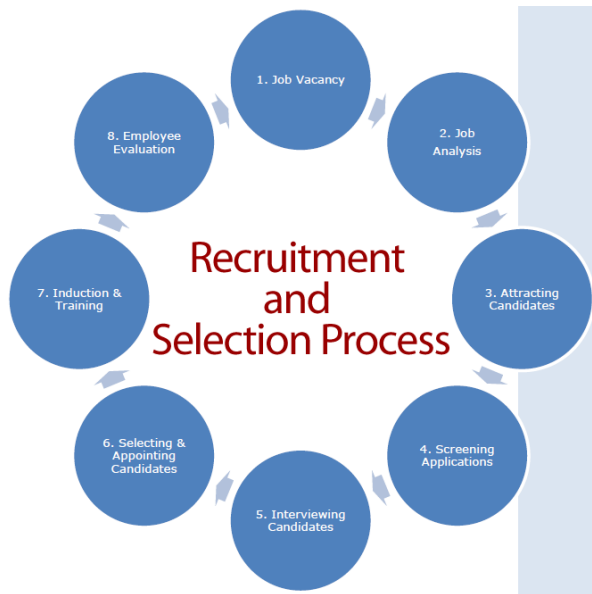 1. Job Vacancy
2. Job
Analysis
3. Attracting
Candidates
4. Screening
Applications
5. Interviewing
Candidates
6. Selecting &
Appointing
Candidates
7. Induction &
Training
8. Employee
Evaluation
Recruitment
and
Selection Process